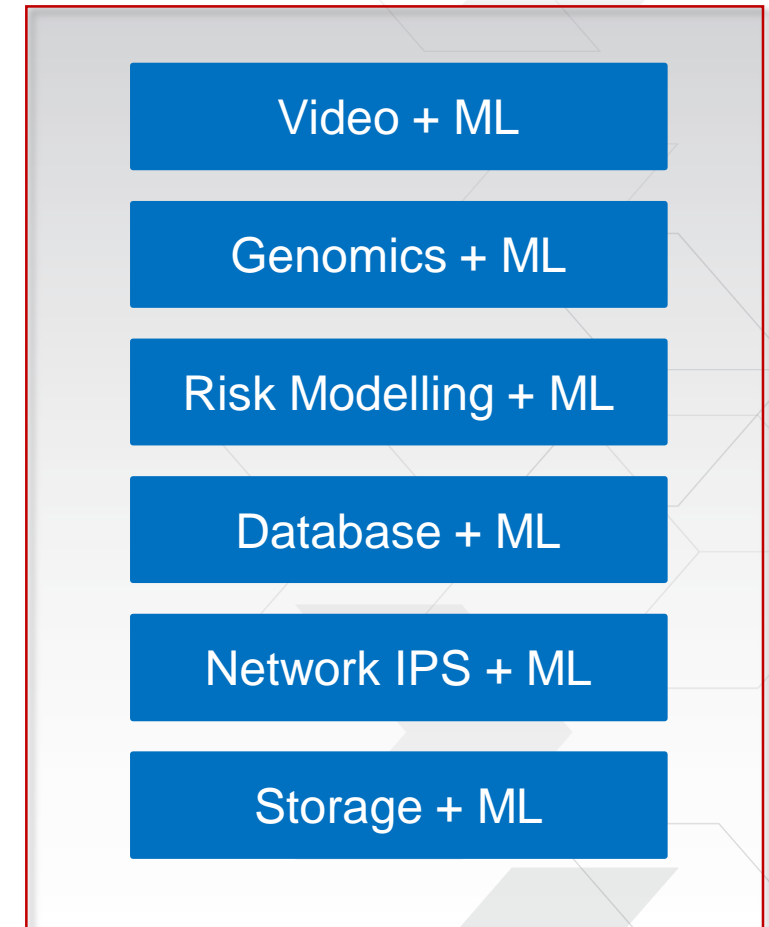 Video + ML
Genomics + ML
Risk Modelling + ML
Database + ML
Network IPS + ML
Storage + ML